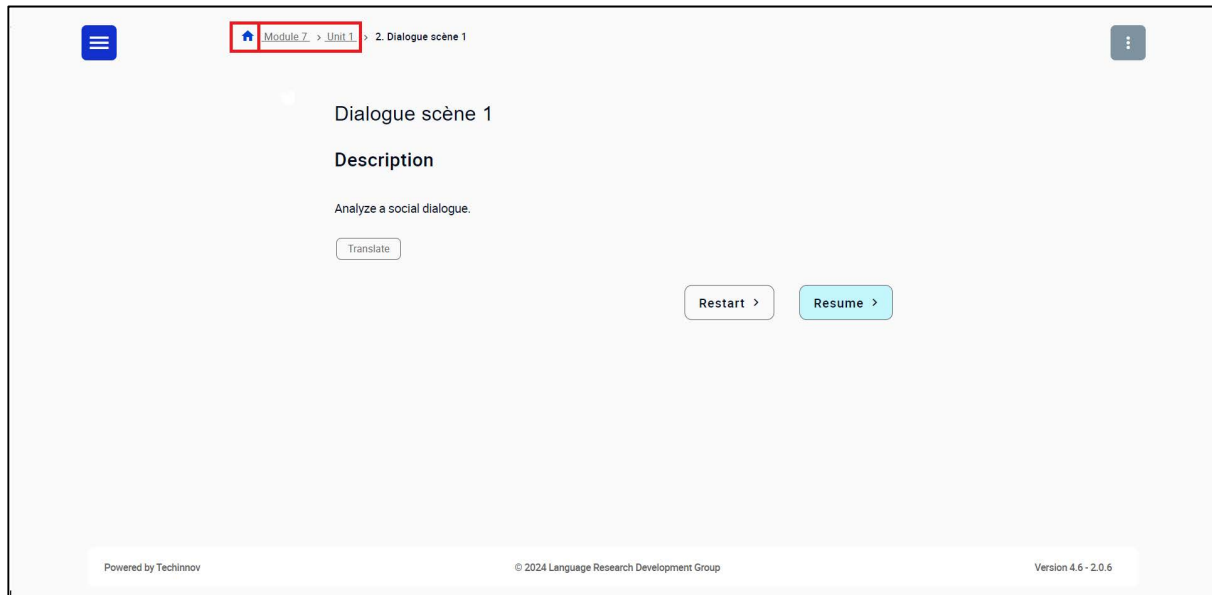 Module 7 > Unit 1 > 2. Dialogue scène 1
Dialogue scène 1
Description
Analyze a social dialogue.
Translate
Restart >
Resume >
Powered by Techinnov
© 2024 Language Research Development Group
Version 4.6 - 2.0.6